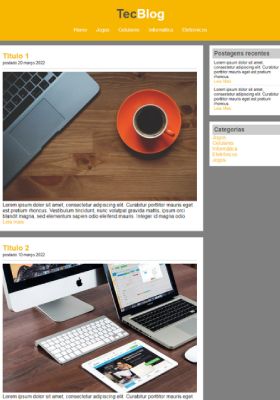 TecBlog
Home Jogos Celulares Informatica Eletronicos
Titulo 1
postado 20 março 2022
Lorem ipsum dolor sit amet, consectetur adipiscing elit. Curabitur porttitor mauris eget
est pretium rhoncus. Vestibulum tincidunt, nunc volutpat gravida mattis, ipsum orci
blandit magna, sed elementum sapien odio eleifend mauris. Integer id magna odio
Leia mais
Titulo 2
postado 10 março 2022
Lorem ipsum dolor sit amet, consectetur adipiscing elit. Curabitur porttitor mauris eget
Postagens recentes
Lorem ipsum dolor sit amet,
consectetur adipiscing elit. Curabitur
porttitor mauris eget est pretium
rhoncus.
Leia Mais
Lorem ipsum dolor sit amet,
consectetur adipiscing elit. Curabitur
porttitor mauris eget est pretium
rhoncus.
Leia Mais
Categorias
Jogos
Celulares
Informatica
Eletrônicos